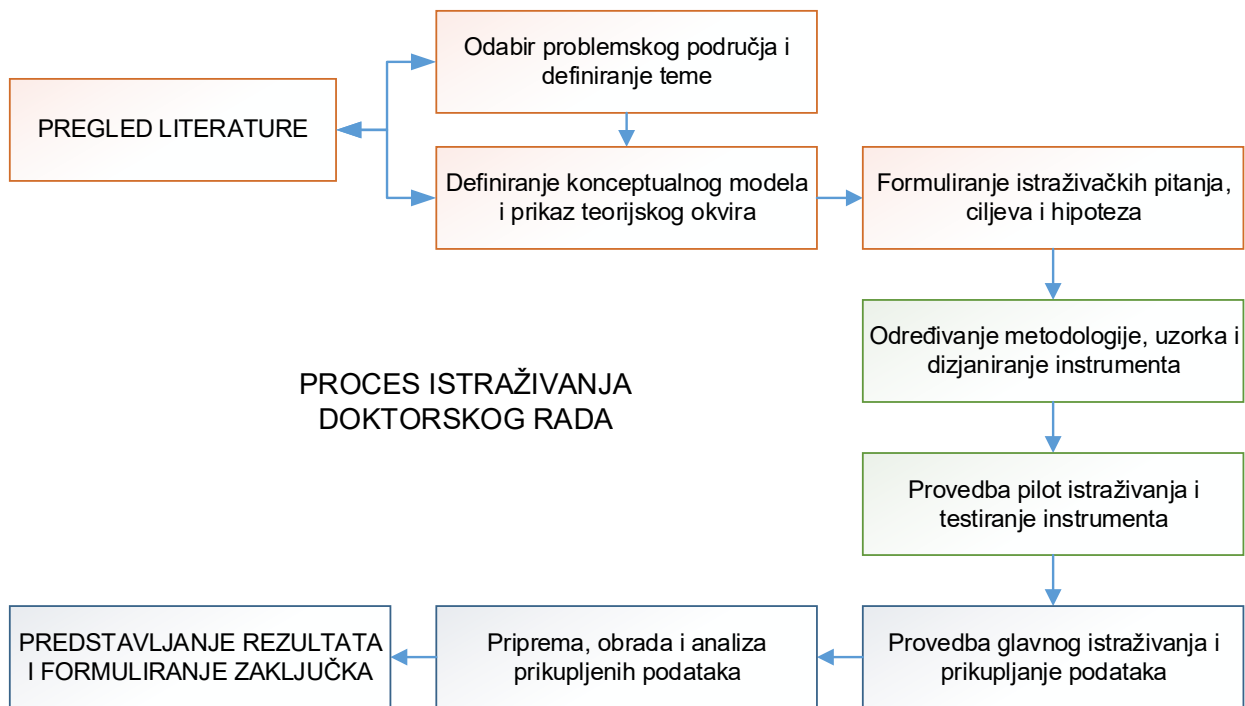 Odabir problemskog područja i
definiranje teme
PREGLED LITERATURE
Definiranje konceptualnog modela
i prikaz teorijskog okvira
Formuliranje istraživačkih pitanja,
ciljeva i hipoteza
Određivanje metodologije, uzorka i
dizjaniranje instrumenta
PROCES ISTRAŽIVANJA
DOKTORSKOG RADA
Provedba pilot istraživanja i
testiranje instrumenta
Provedba glavnog istraživanja i
prikupljanje podataka
Priprema, obrada i analiza
prikupljenih podataka
PREDSTAVLJANJE REZULTATA
I FORMULIRANJE ZAKLJUČKA